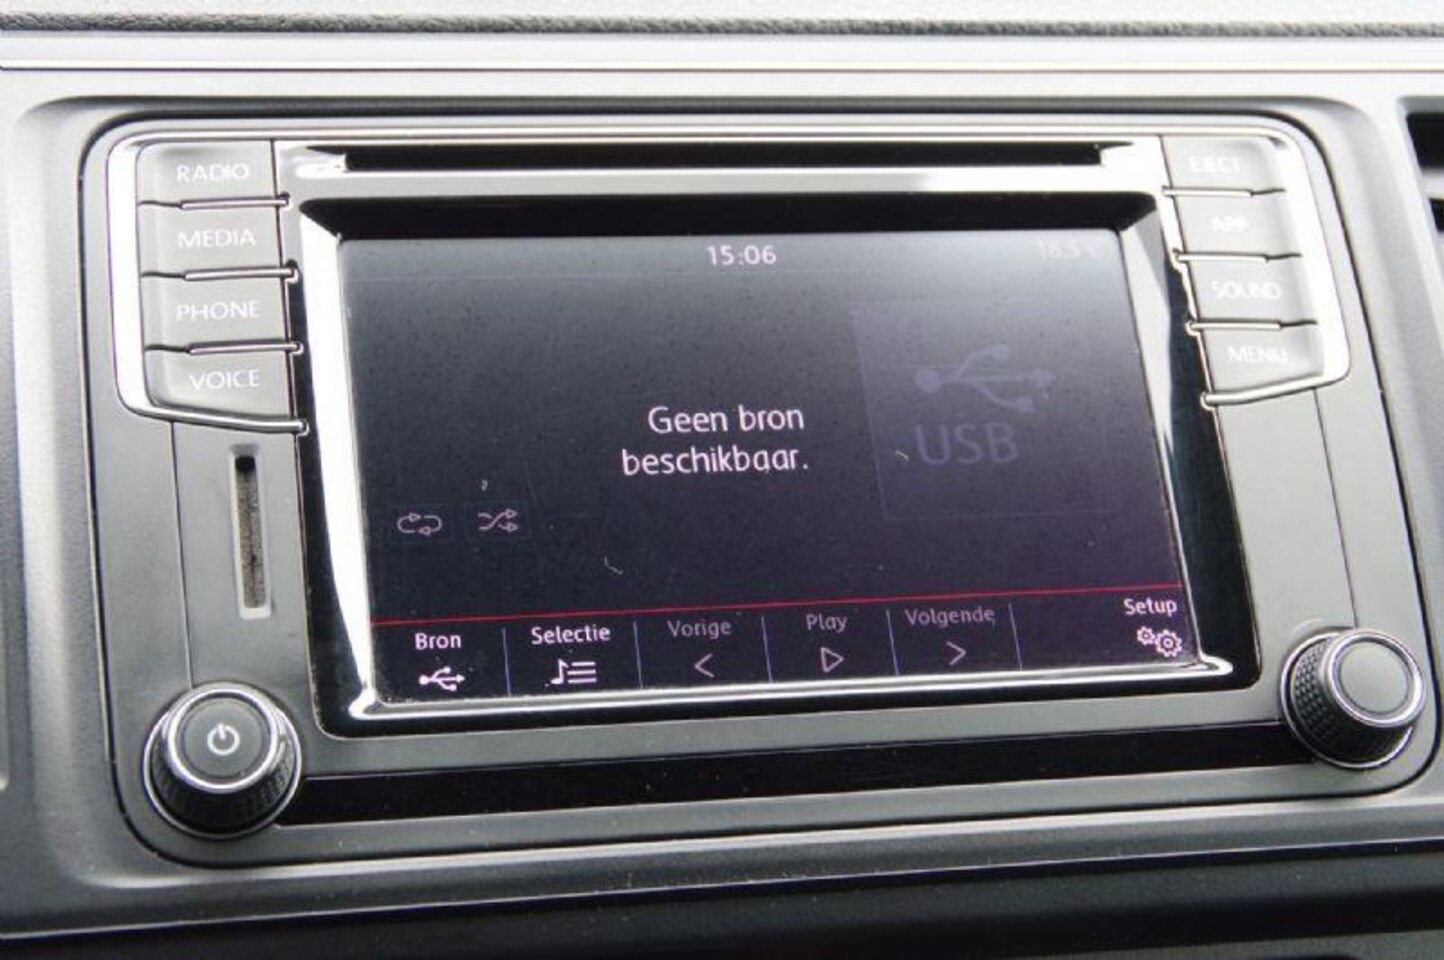 RADIO
MEDIA
PHONE
VOICE
EJECT
APP
SOUND
MENU
15:06
Geen bron
beschikbaar.
USB
Bron
Selectie
Vorige
Play
Volgende
Setup